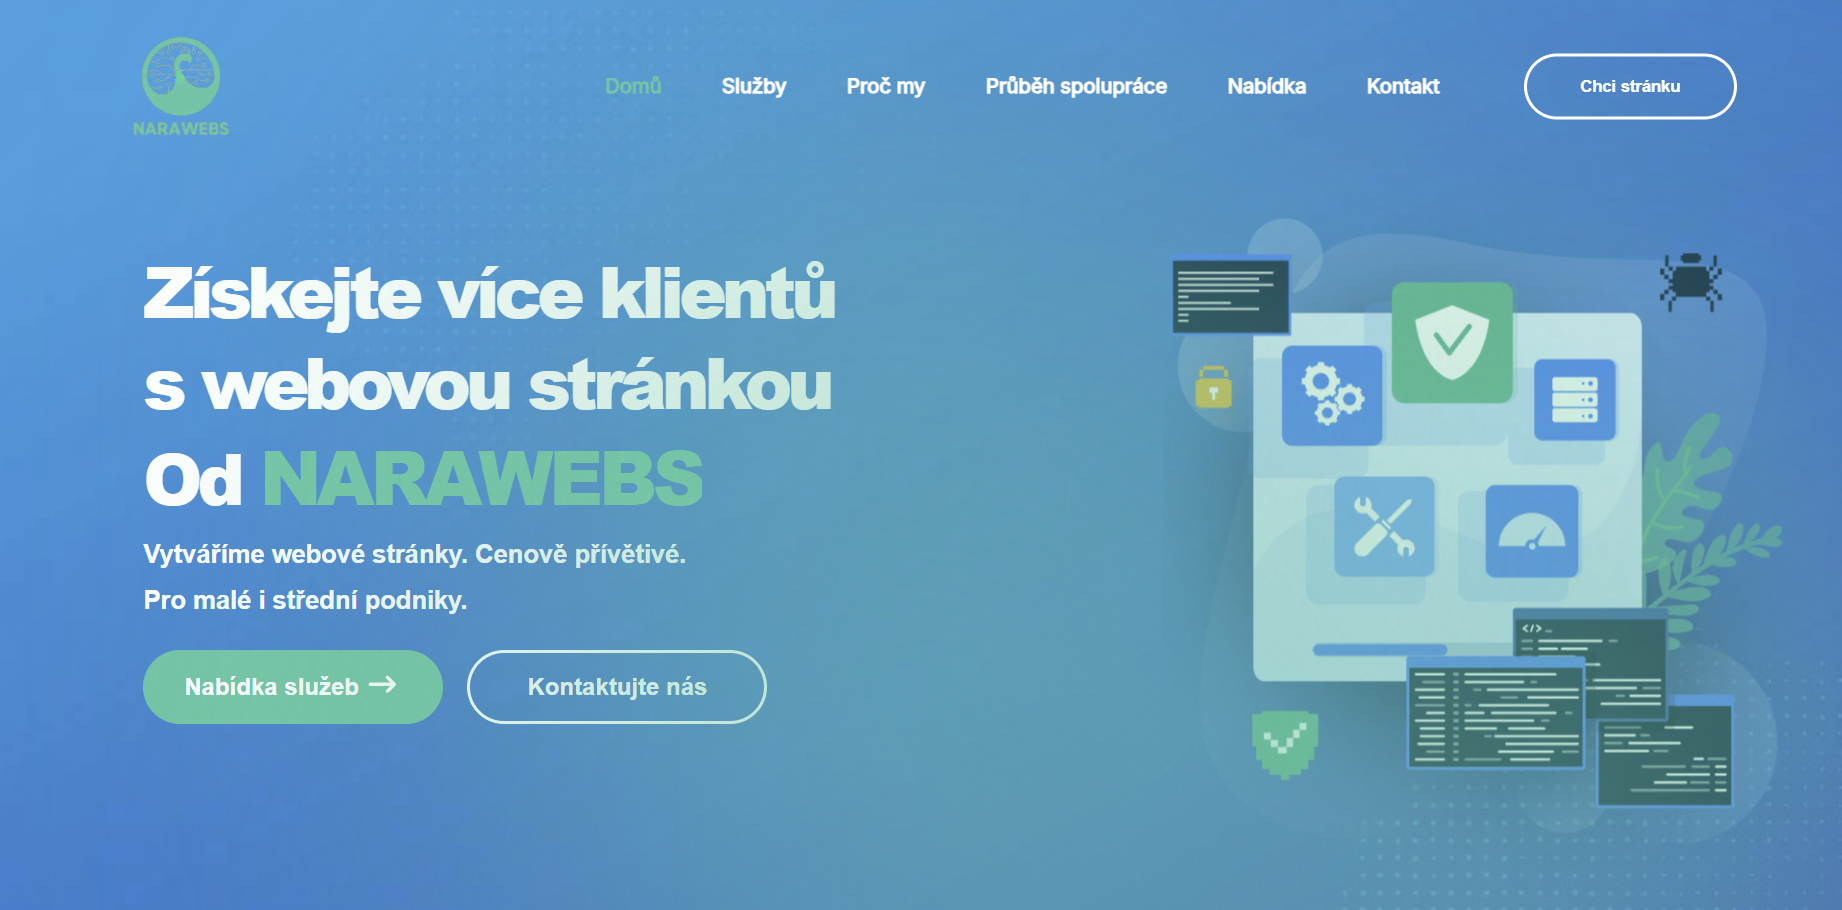 NARAWEBS
Domů Služby Proč my Průběh spolupráce Nabídka Kontakt Chci stránku
Získejte více klientů
s webovou stránkou
Od NARAWEBS
Vytváříme webové stránky. Cenově přívětivé.
Pro malé i střední podniky.
Nabídka služeb → Kontaktujte nás
</>_